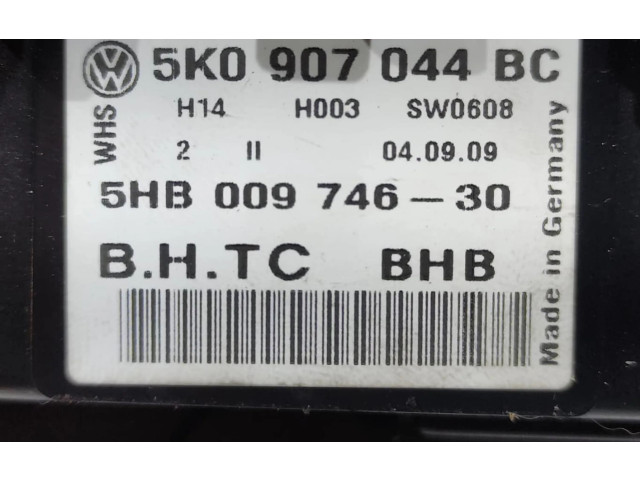 5K0 907 044 BC
WHS
H14 H003 SW0608
2 II 04.09.09
5HB 009 746-30
B.H.TC BHB
Made in Germany